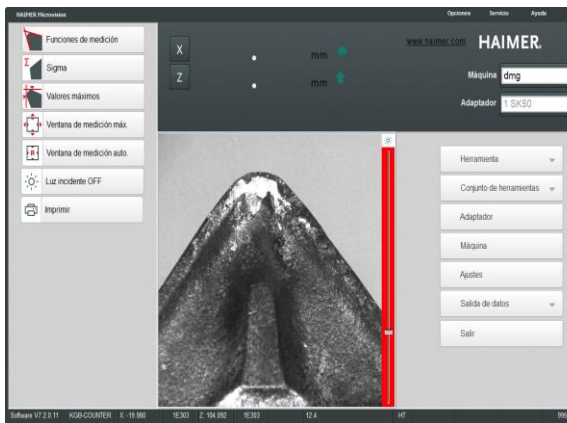 HAIMER Microvision
Opciones Servicio Ayuda
Funciones de medición
Sigma
Valores máximos
Ventana de medición máx.
Ventana de medición auto.
Luz incidente OFF
Imprimir
X . mm
Z . mm
www.haimer.com HAIMER.
Máquina dmg
Adaptador 1 SK50
Herramienta
Conjunto de herramientas
Adaptador
Máquina
Ajustes
Salida de datos
Salir
Software V7.2.0.11 KGB-COUNTER X: -19.980 1E303 Z: 104.092 1E303 12.4 HT